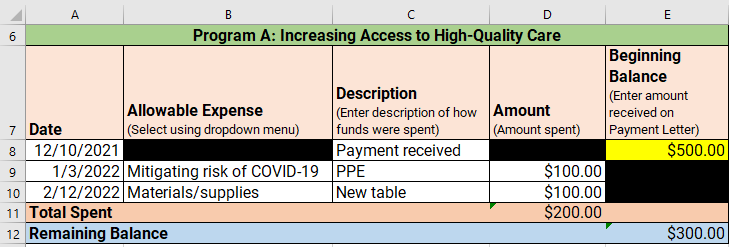 A B C D E
6 Program A: Increasing Access to High-Quality Care
Beginning
Balance
(Enter amount
received on
Payment Letter)
Description
(Enter description of how
funds were spent)
Allowable Expense
(Select using dropdown menu)
Amount
(Amount spent)
7 Date
8 12/10/2021 Payment received $500.00
9 1/3/2022 Mitigating risk of COVID-19 PPE $100.00
10 2/12/2022 Materials/supplies New table $100.00
11 Total Spent $200.00
12 Remaining Balance $300.00